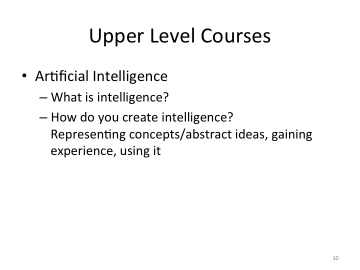 Upper Level Courses
• Artificial Intelligence
– What is intelligence?
– How do you create intelligence?
Representing concepts/abstract ideas, gaining
experience, using it